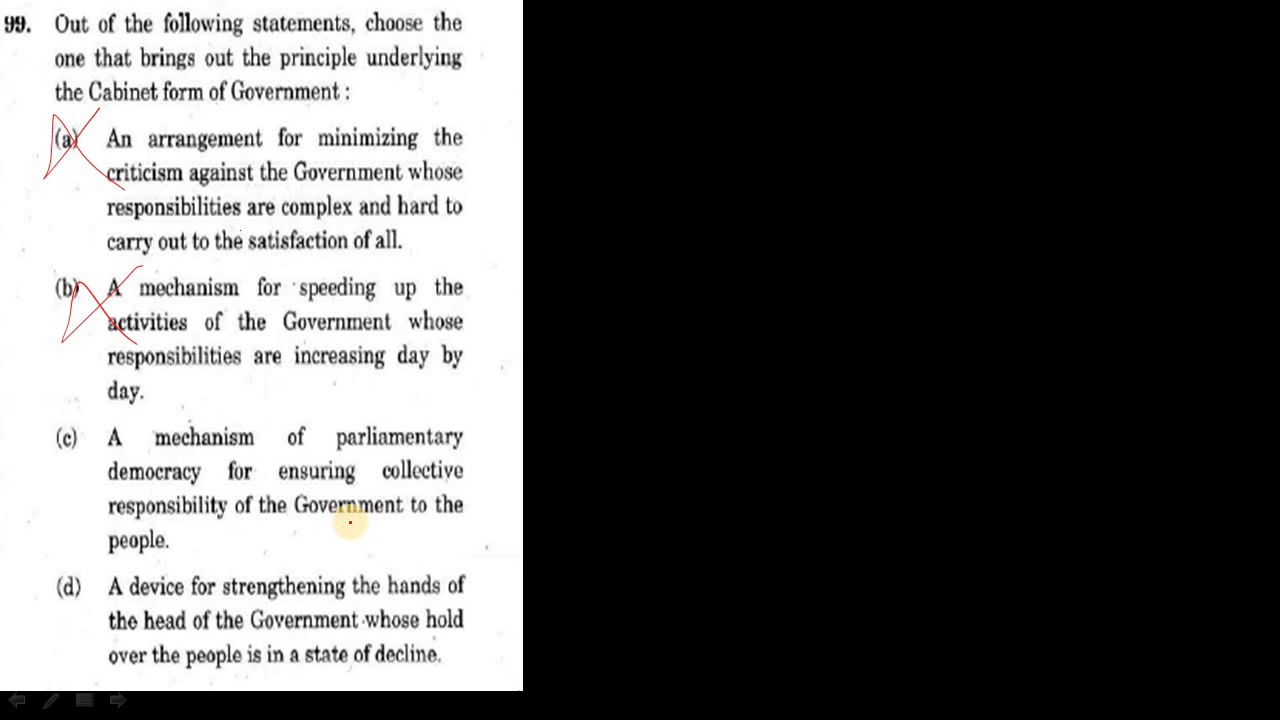 99. Out of the following statements, choose the
one that brings out the principle underlying
the Cabinet form of Government :
(a) An arrangement for minimizing the
criticism against the Government whose
responsibilities are complex and hard to
carry out to the satisfaction of all.
(b) A mechanism for speeding up the
activities of the Government whose
responsibilities are increasing day by
day.
(c) A mechanism of parliamentary
democracy for ensuring collective
responsibility of the Government to the
people.
(d) A device for strengthening the hands of
the head of the Government whose hold
over the people is in a state of decline.